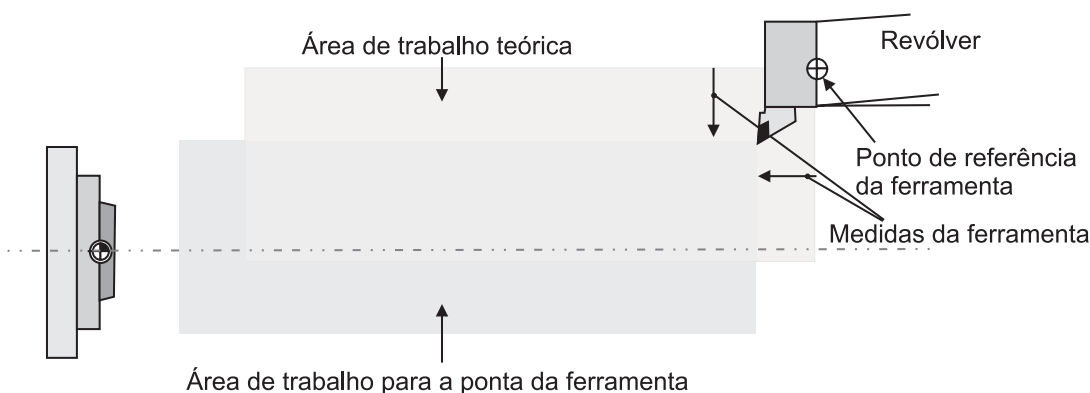 Área de trabalho teórica
Revólver
Ponto de referência
da ferramenta
Medidas da ferramenta
Área de trabalho para a ponta da ferramenta